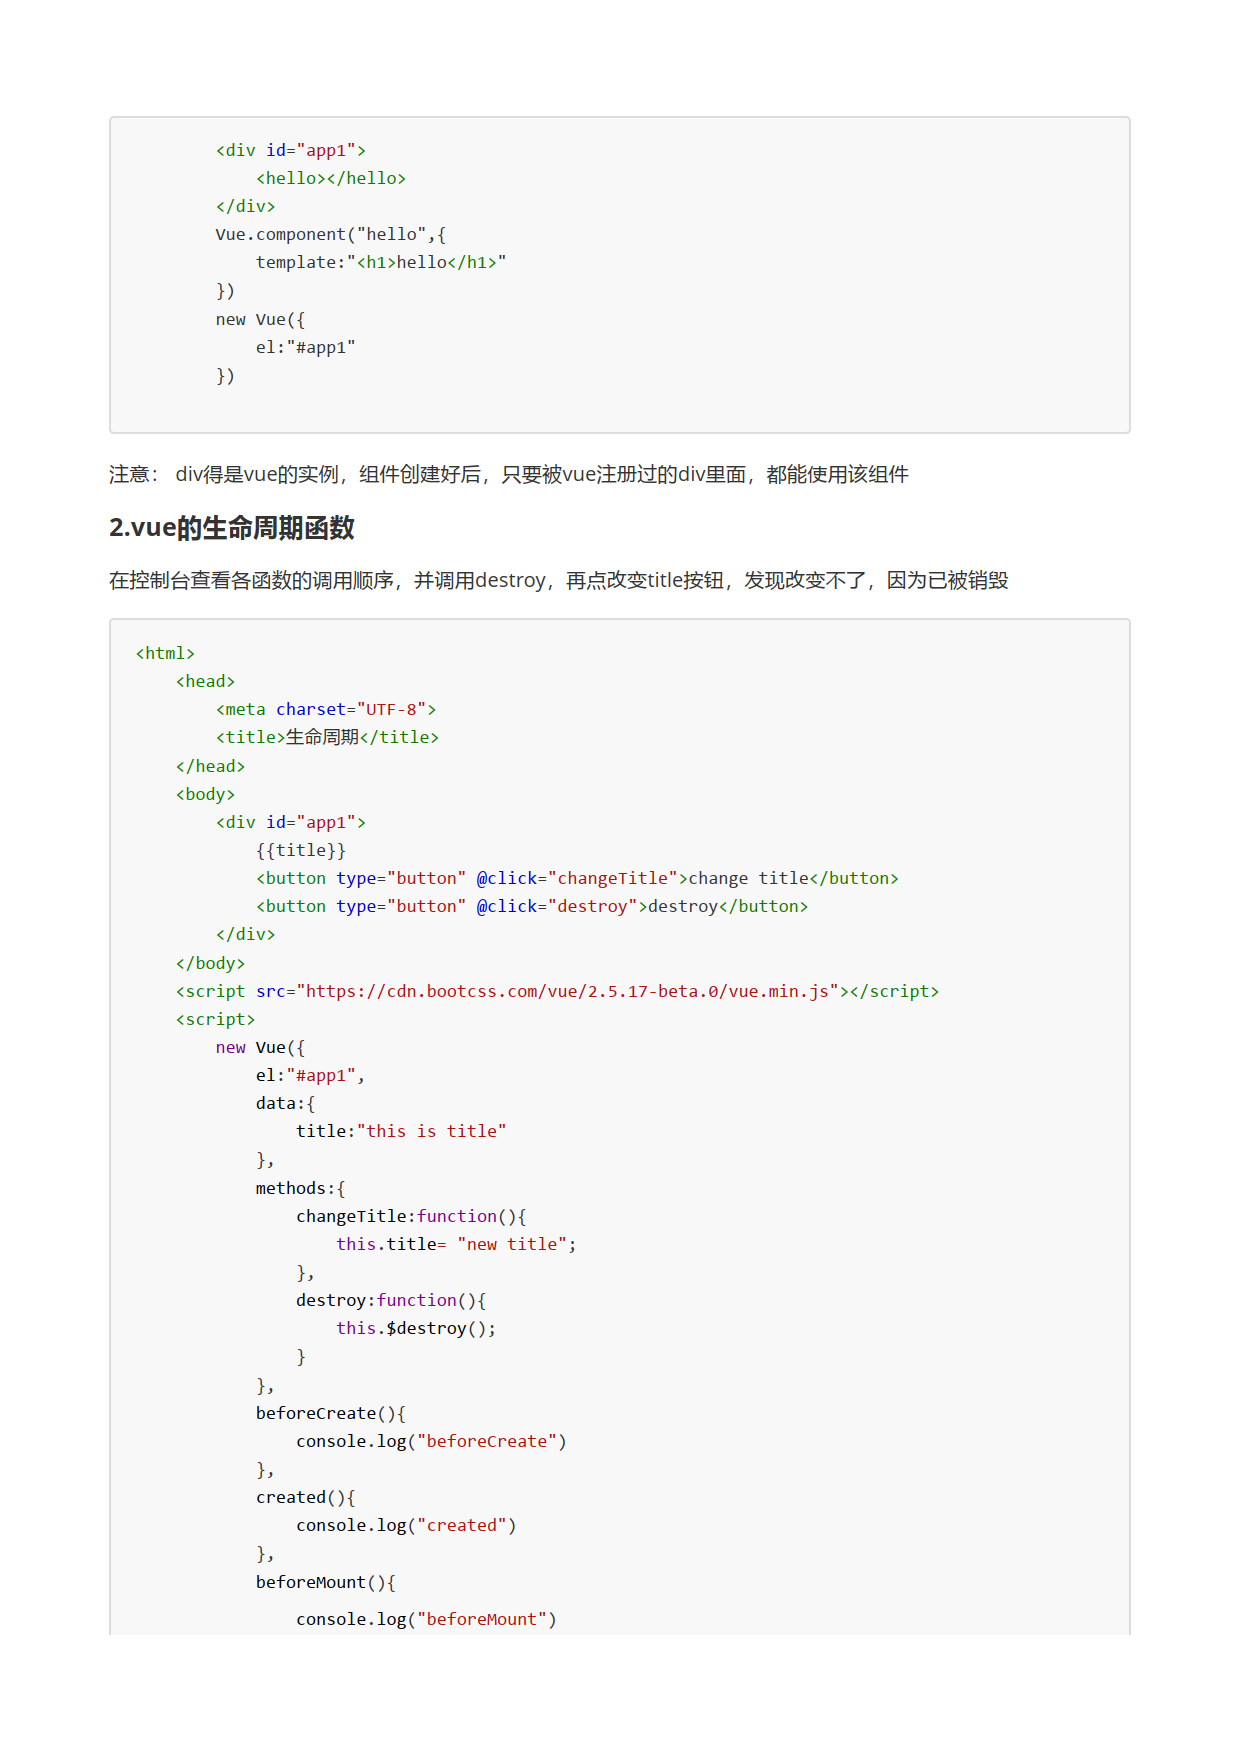 <div id="app1">
<hello></hello>
</div>
Vue.component("hello",{
template:"<h1>hello</h1>"
})
new Vue({
el:"#app1"
})
注意： div得是vue的实例，组件创建好后，只要被vue注册过的div里面，都能使用该组件
2.vue的生命周期函数
在控制台查看各函数的调用顺序，并调用destroy，再点改变title按钮，发现改变不了，因为已被销毁
<html>
<head>
<meta charset="UTF-8">
<title>生命周期</title>
</head>
<body>
<div id="app1">
{{title}}
<button type="button" @click="changeTitle">change title</button>
<button type="button" @click="destroy">destroy</button>
</div>
</body>
<script src="https://cdn.bootcss.com/vue/2.5.17-beta.0/vue.min.js"></script>
<script>
new Vue({
el:"#app1",
data:{
title:"this is title"
},
methods:{
changeTitle:function(){
this.title= "new title";
},
destroy:function(){
this.$destroy();
}
},
beforeCreate(){
console.log("beforeCreate")
},
created(){
console.log("created")
},
beforeMount(){
console.log("beforeMount")